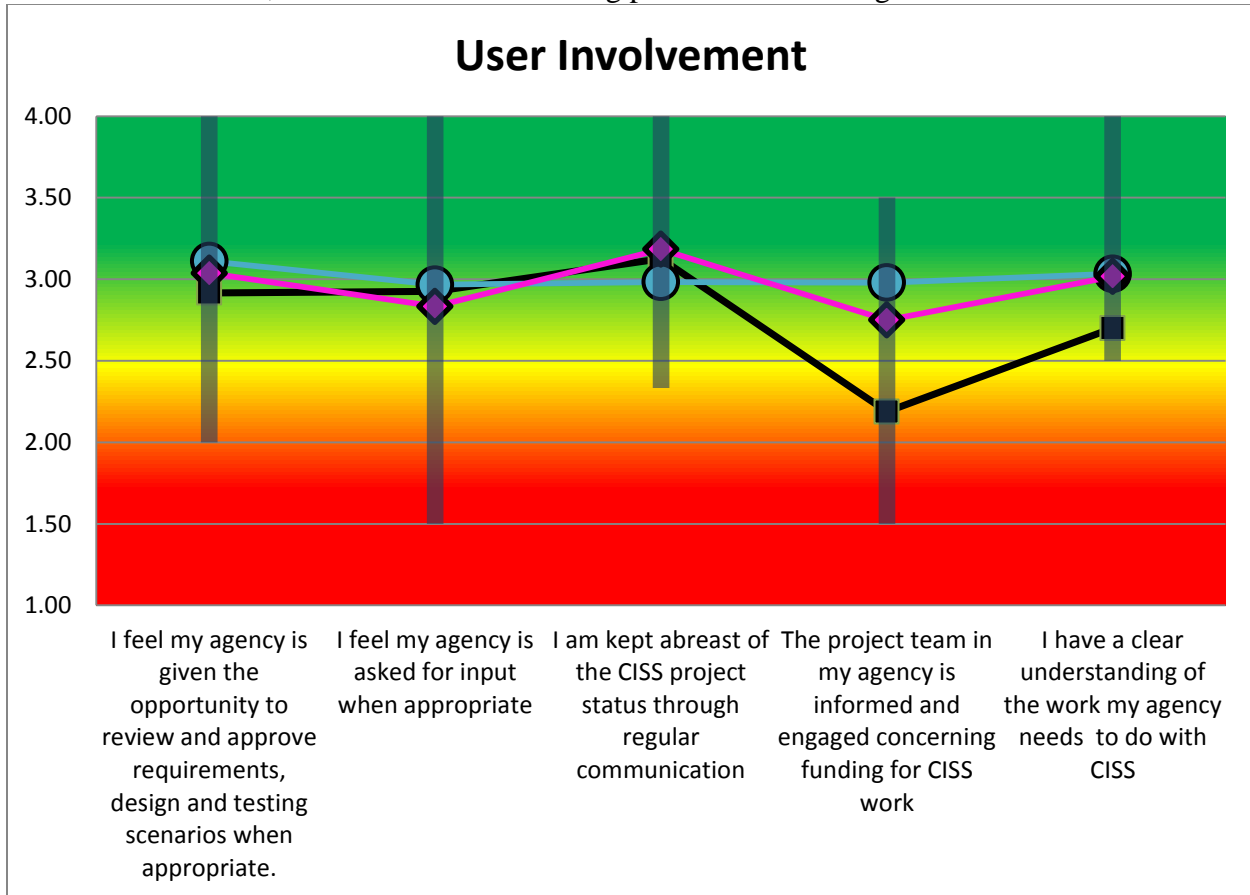 User Involvement
4.00
3.50
3.00
2.50
2.00
1.50
1.00
I feel my agency is
given the
opportunity to
review and approve
requirements,
design and testing
scenarios when
appropriate.
I feel my agency is
asked for input
when appropriate
I am kept abreast of
the CISS project
status through
regular
communication
The project team in
my agency is
informed and
engaged concerning
funding for CISS
work
I have a clear
understanding of
the work my agency
needs  to do with
CISS